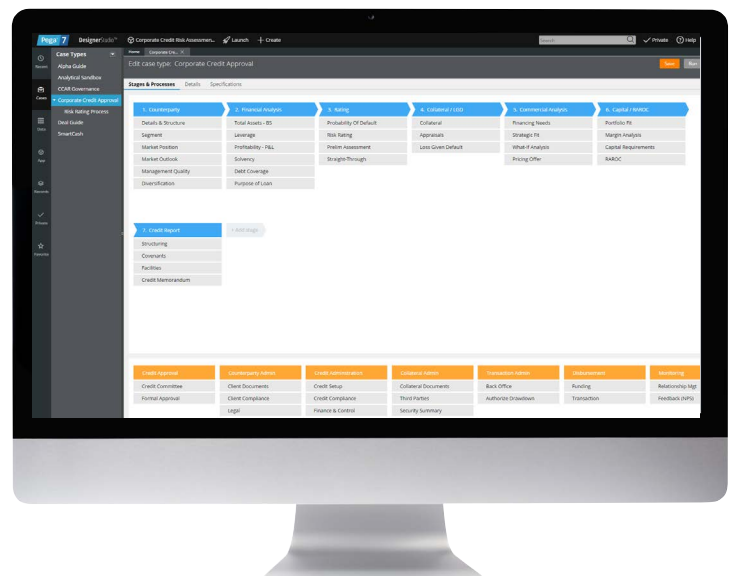 Pega 7 DesignerStudio™ Corporate Credit Risk Assessmen... Launch + Create Search Private Help
Case Types
Home Corporate Cre... ×
Recent
Alpha Guide
Edit case type: Corporate Credit Approval Save Run
Analytical Sandbox
Cases
CCAR Governance
Stages & Processes Details Specifications
Corporate Credit Approval
Risk Rating Process
Data
Deal Guide
SmartCash
App
Records
Private
Favorites
1. Counterparty 2. Financial Analysis 3. Rating 4. Collateral / LGD 5. Commercial Analysis 6. Capital / RAROC
Details & Structure Total Assets - BS Probability Of Default Collateral Financing Needs Portfolio Fit
Segment Leverage Risk Rating Appraisals Strategic Fit Margin Analysis
Market Position Profitability - P&L Prelim Assessment Loss Given Default What-if Analysis Capital Requirements
Market Outlook Solvency Straight-Through Pricing Offer RAROC
Management Quality Debt Coverage
Diversification Purpose of Loan
7. Credit Report + Add stage
Structuring
Covenants
Facilities
Credit Memorandum
Credit Approval Counterparty Admin Credit Administration Collateral Admin Transaction Admin Disbursement Monitoring
Credit Committee Client Documents Credit Setup Collateral Documents Back Office Funding Relationship Mgt
Formal Approval Client Compliance Credit Compliance Third Parties Authorize Drawdown Transaction Feedback (NPS)
Legal Finance & Control Security Summary